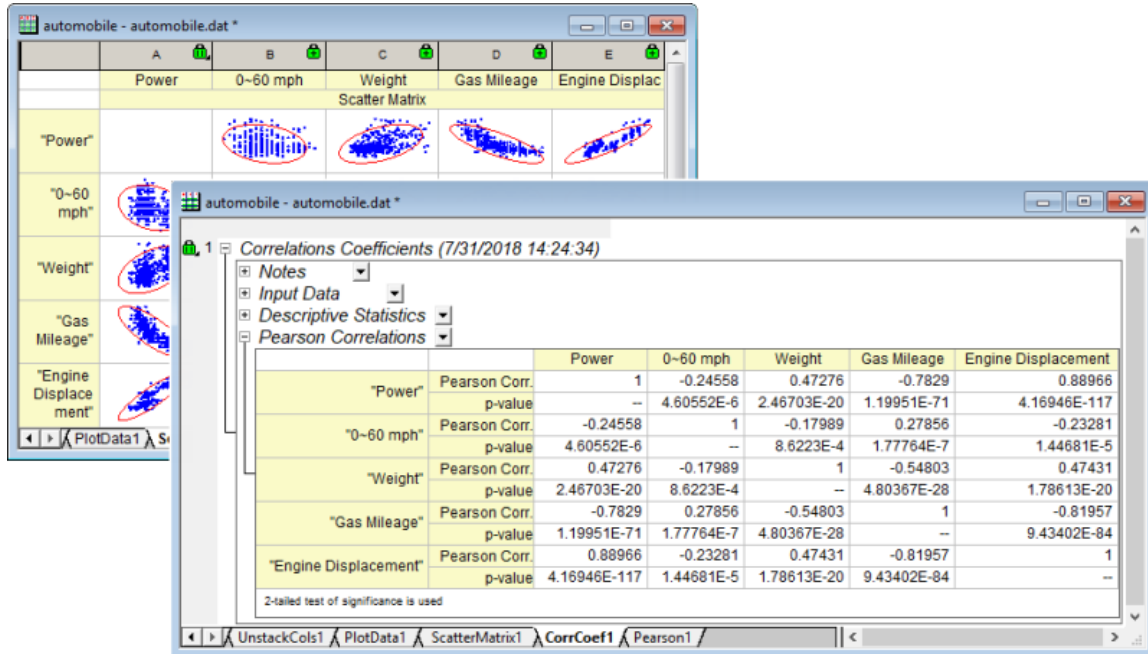 automobile - automobile.dat *
A B C D E
Power 0~60 mph Weight Gas Mileage Engine Displac
Scatter Matrix
"Power"
"0~60
mph"
"Weight"
"Gas
Mileage"
"Engine
Displace
ment"
PlotData1
automobile - automobile.dat *
1 Correlations Coefficients (7/31/2018 14:24:34)
Notes
Input Data
Descriptive Statistics
Pearson Correlations
Power 0~60 mph Weight Gas Mileage Engine Displacement
"Power" Pearson Corr. 1 -0.24558 0.47276 -0.7829 0.88966
p-value -- 4.60552E-6 2.46703E-20 1.19951E-71 4.16946E-117
"0~60 mph" Pearson Corr. -0.24558 1 -0.17989 0.27856 -0.23281
p-value 4.60552E-6 -- 8.6223E-4 1.77764E-7 1.44681E-5
"Weight" Pearson Corr. 0.47276 -0.17989 1 -0.54803 0.47431
p-value 2.46703E-20 8.6223E-4 -- 4.80367E-28 1.78613E-20
"Gas Mileage" Pearson Corr. -0.7829 0.27856 -0.54803 1 -0.81957
p-value 1.19951E-71 1.77764E-7 4.80367E-28 -- 9.43402E-84
"Engine Displacement" Pearson Corr. 0.88966 -0.23281 0.47431 -0.81957 1
p-value 4.16946E-117 1.44681E-5 1.78613E-20 9.43402E-84 --
2-tailed test of significance is used
UnstackCols1 PlotData1 ScatterMatrix1 CorrCoef1 Pearson1